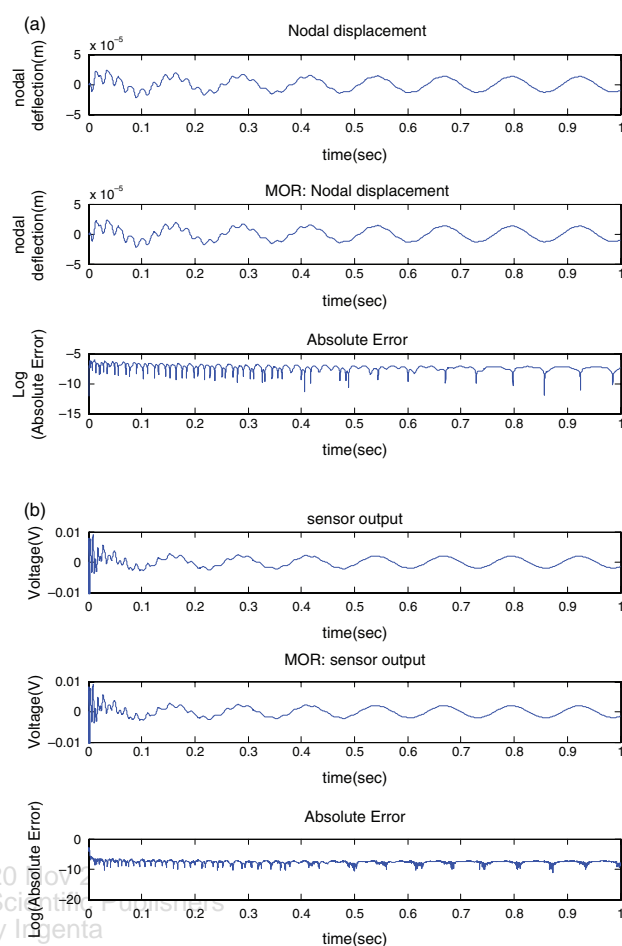 (a)
Nodal displacement
x 10⁻⁵
nodal
deflection(m)
5
0
−5
0 0.1 0.2 0.3 0.4 0.5 0.6 0.7 0.8 0.9 1
time(sec)
MOR: Nodal displacement
x 10⁻⁵
nodal
deflection(m)
5
0
−5
0 0.1 0.2 0.3 0.4 0.5 0.6 0.7 0.8 0.9 1
time(sec)
Absolute Error
Log
(Absolute Error)
−5
−10
−15
0 0.1 0.2 0.3 0.4 0.5 0.6 0.7 0.8 0.9 1
time(sec)
(b)
sensor output
Voltage(V)
0.01
0
−0.01
0 0.1 0.2 0.3 0.4 0.5 0.6 0.7 0.8 0.9 1
time(sec)
MOR: sensor output
Voltage(V)
0.01
0
−0.01
0 0.1 0.2 0.3 0.4 0.5 0.6 0.7 0.8 0.9 1
time(sec)
Absolute Error
Log(Absolute Error)
0
−10
−20
0 0.1 0.2 0.3 0.4 0.5 0.6 0.7 0.8 0.9 1
time(sec)
20 Nov 2
Scientific Publishers
y Ingenta